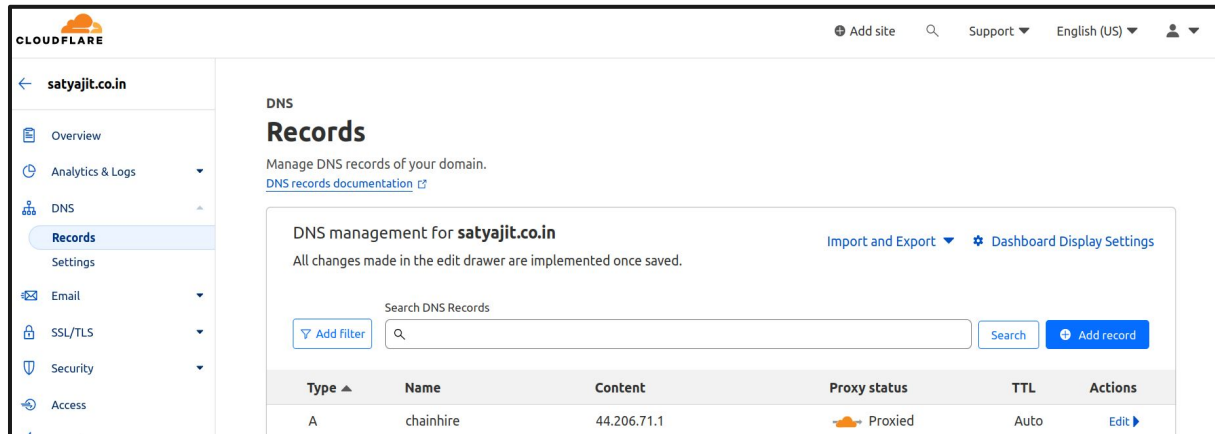 CLOUDFLARE
Add site
Support
English (US)
satyajit.co.in
Overview
Analytics & Logs
DNS
Records
Settings
Email
SSL/TLS
Security
Access
DNS
Records
Manage DNS records of your domain.
DNS records documentation
DNS management for satyajit.co.in
All changes made in the edit drawer are implemented once saved.
Import and Export
Dashboard Display Settings
Search DNS Records
Add filter
Search
Add record
Type Name Content Proxy status TTL Actions
A chainhire 44.206.71.1 Proxied Auto Edit